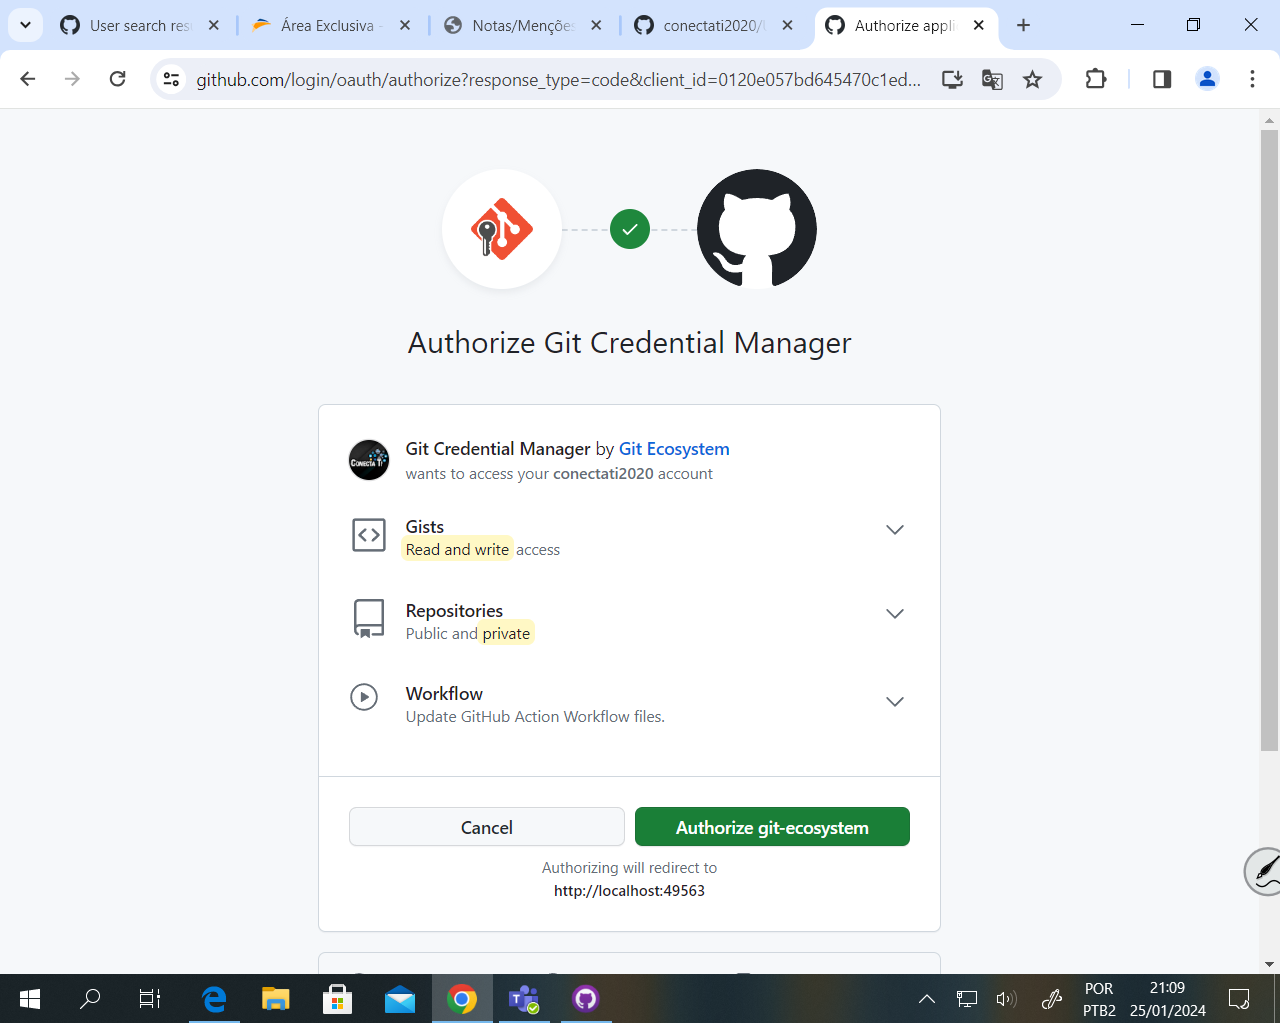 User search res
Área Exclusiva -
Notas/Menções
conectati2020/
Authorize appli
github.com/login/oauth/authorize?response_type=code&client_id=0120e057bd645470c1ed...
Authorize Git Credential Manager
CONECTA TI
Git Credential Manager by Git Ecosystem
wants to access your conectati2020 account
Gists
Read and write access
Repositories
Public and private
Workflow
Update GitHub Action Workflow files.
Cancel
Authorize git-ecosystem
Authorizing will redirect to
http://localhost:49563
POR
PTB2
21:09
25/01/2024